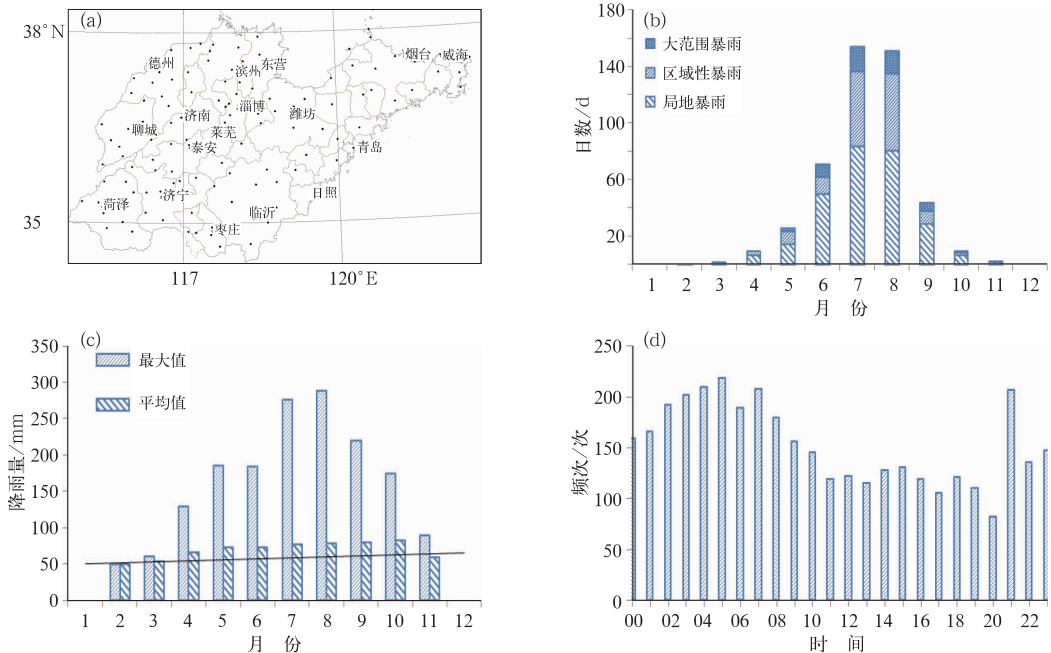 (a)
38°N
德州
滨州
东营
烟台
威海
聊城
济南
淄博
潍坊
莱芜
泰安
青岛
菏泽
济宁
日照
临沂
枣庄
35
117
120°E
(b)
大范围暴雨
区域性暴雨
局地暴雨
日数/d
180
140
100
60
20
1 2 3 4 5 6 7 8 9 10 11 12
月 份
(c)
最大值
平均值
降雨量/mm
350
300
250
200
150
100
50
0
1 2 3 4 5 6 7 8 9 10 11 12
月 份
(d)
频次/次
250
200
150
100
50
0
00 02 04 06 08 10 12 14 16 18 20 22
时 间